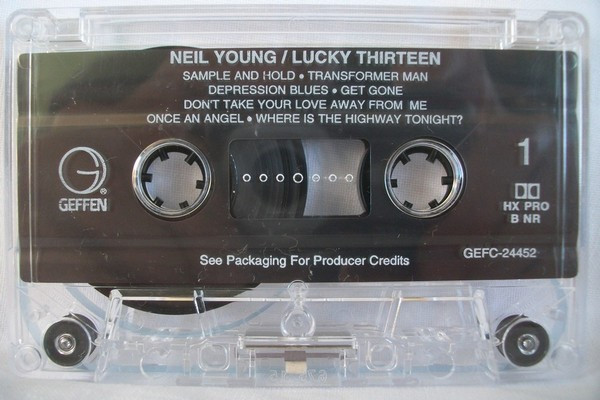 NEIL YOUNG / LUCKY THIRTEEN
SAMPLE AND HOLD • TRANSFORMER MAN
DEPRESSION BLUES • GET GONE
DON'T TAKE YOUR LOVE AWAY FROM ME
ONCE AN ANGEL • WHERE IS THE HIGHWAY TONIGHT?
G
GEFFEN®
1
HX PRO
B NR
See Packaging For Producer Credits
GEFC-24452